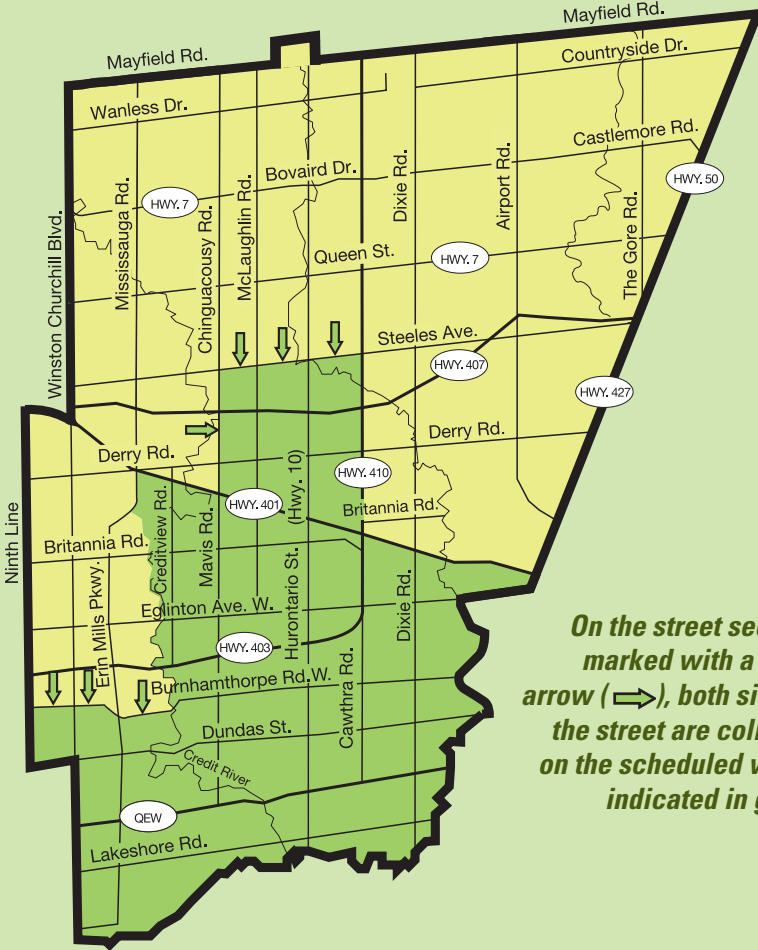 Mayfield Rd.
Mayfield Rd.
Countryside Dr.
Wanless Dr.
Castlemore Rd.
Bovaird Dr.
HWY. 7
HWY. 50
Winston Churchill Blvd.
Mississauga Rd.
Chinguacousy Rd.
McLaughlin Rd.
Dixie Rd.
Airport Rd.
The Gore Rd.
Queen St.
HWY. 7
Steeles Ave.
HWY. 407
HWY. 427
Derry Rd.
Derry Rd.
HWY. 410
HWY. 401
(Hwy. 10)
Britannia Rd.
Ninth Line
Britannia Rd.
Creditview Rd.
Mavis Rd.
Erin Mills Pkwy.
Eglinton Ave. W.
Hurontario St.
Dixie Rd.
HWY. 403
Burnhamthorpe Rd.W.
Cawthra Rd.
Dundas St.
Credit River
QEW
Lakeshore Rd.
On the street se
marked with a
arrow ( ), both si
the street are coll
on the scheduled
indicated in